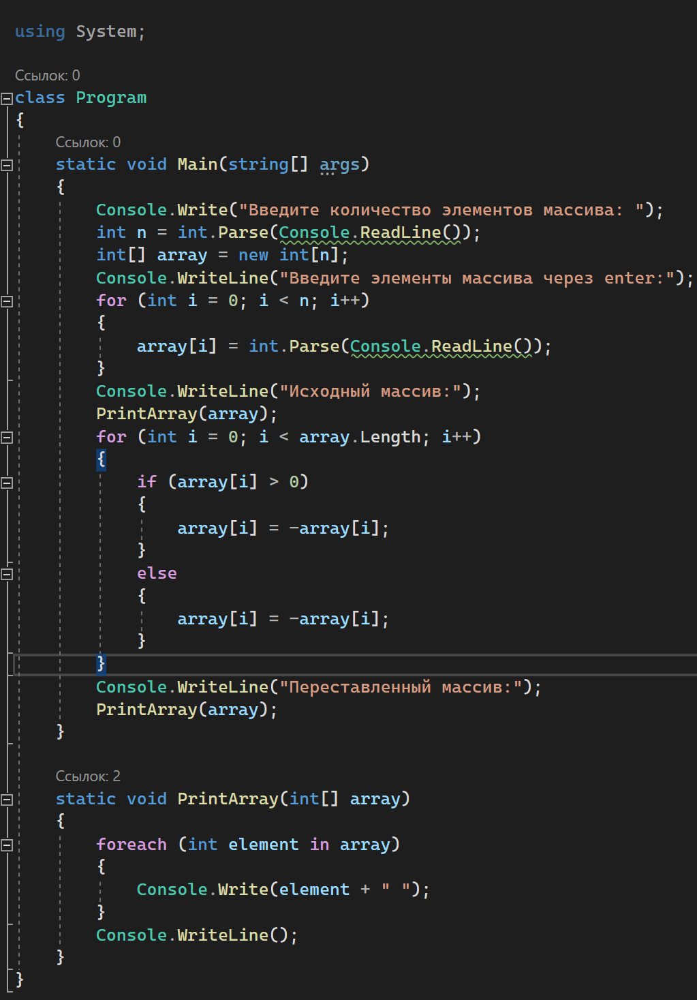 using System;
Ссылок: 0
class Program
{
Ссылок: 0
static void Main(string[] args)
{
Console.Write("Введите количество элементов массива: ");
int n = int.Parse(Console.ReadLine());
int[] array = new int[n];
Console.WriteLine("Введите элементы массива через enter:");
for (int i = 0; i < n; i++)
{
array[i] = int.Parse(Console.ReadLine());
}
Console.WriteLine("Исходный массив:");
PrintArray(array);
for (int i = 0; i < array.Length; i++)
{
if (array[i] > 0)
{
array[i] = -array[i];
}
else
{
array[i] = -array[i];
}
}
Console.WriteLine("Переставленный массив:");
PrintArray(array);
}
Ссылок: 2
static void PrintArray(int[] array)
{
foreach (int element in array)
{
Console.Write(element + " ");
}
Console.WriteLine();
}
}